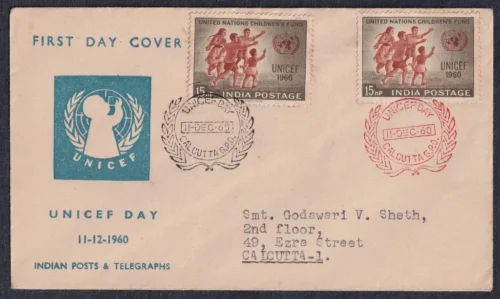 FIRST DAY COVER
UNICEF
UNICEF DAY
11-12-1960
INDIAN POSTS & TELEGRAPHS
UNITED NATIONS CHILDREN'S FUND
UNICEF
1960
15 nP
INDIA POSTAGE
UNITED NATIONS CHILDREN'S FUND
UNICEF
1960
15 nP
INDIA POSTAGE
UNICEF DAY
11-DEC-60
CALCUTTA G.P.O.
UNICEF DAY
11-DEC-60
CALCUTTA G.P.O.
Smt. Godawari V. Sheth,
2nd floor,
49, Ezra Street
CALCUTTA-1.